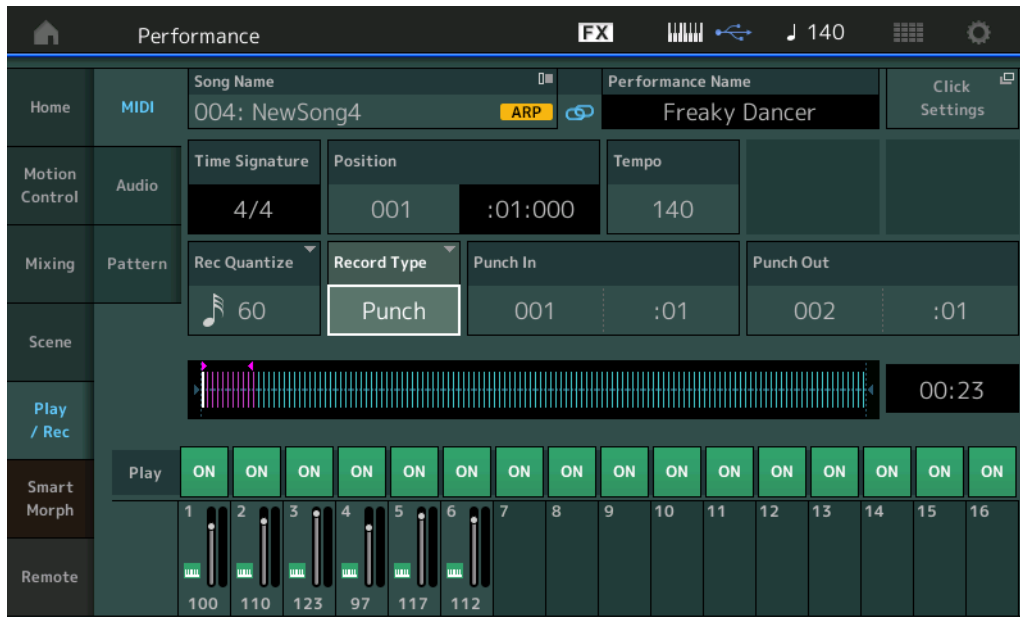 Performance FX 140
Song Name
004: NewSong4 ARP
Performance Name
Freaky Dancer
Click
Settings
Home
Motion
Control
Mixing
Scene
Play
/ Rec
Smart
Morph
Remote
MIDI
Audio
Pattern
Time Signature
4/4
Position
001 :01:000
Tempo
140
Rec Quantize
60
Record Type
Punch
Punch In
001 :01
Punch Out
002 :01
00:23
Play ON ON ON ON ON ON ON ON ON ON ON ON ON ON ON ON
1 2 3 4 5 6 7 8 9 10 11 12 13 14 15 16
100 110 123 97 117 112